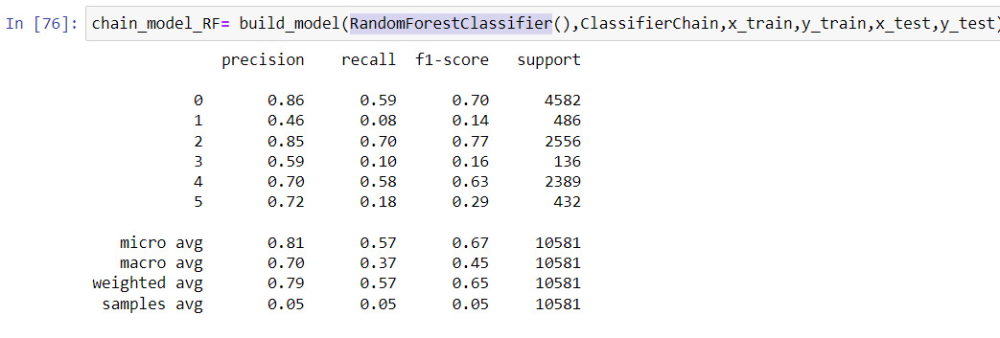 In [76]: chain_model_RF= build_model(RandomForestClassifier(),ClassifierChain,x_train,y_train,x_test,y_test)
precision recall f1-score support
0 0.86 0.59 0.70 4582
1 0.46 0.08 0.14 486
2 0.85 0.70 0.77 2556
3 0.59 0.10 0.16 136
4 0.70 0.58 0.63 2389
5 0.72 0.18 0.29 432
micro avg 0.81 0.57 0.67 10581
macro avg 0.70 0.37 0.45 10581
weighted avg 0.79 0.57 0.65 10581
samples avg 0.05 0.05 0.05 10581